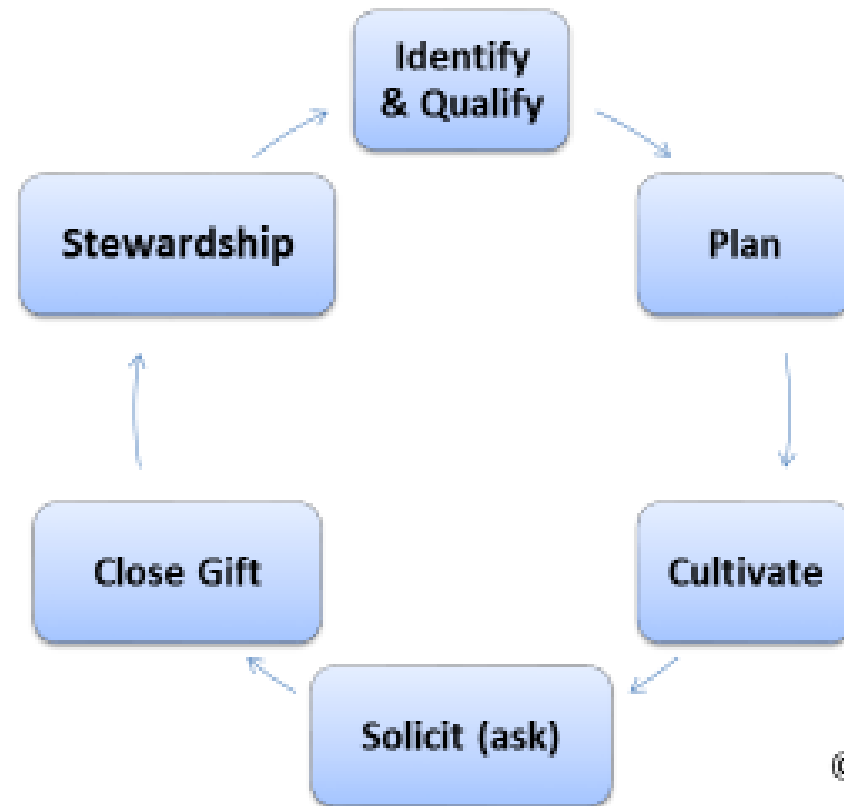 Identify
& Qualify
Plan
Cultivate
Solicit (ask)
Close Gift
Stewardship